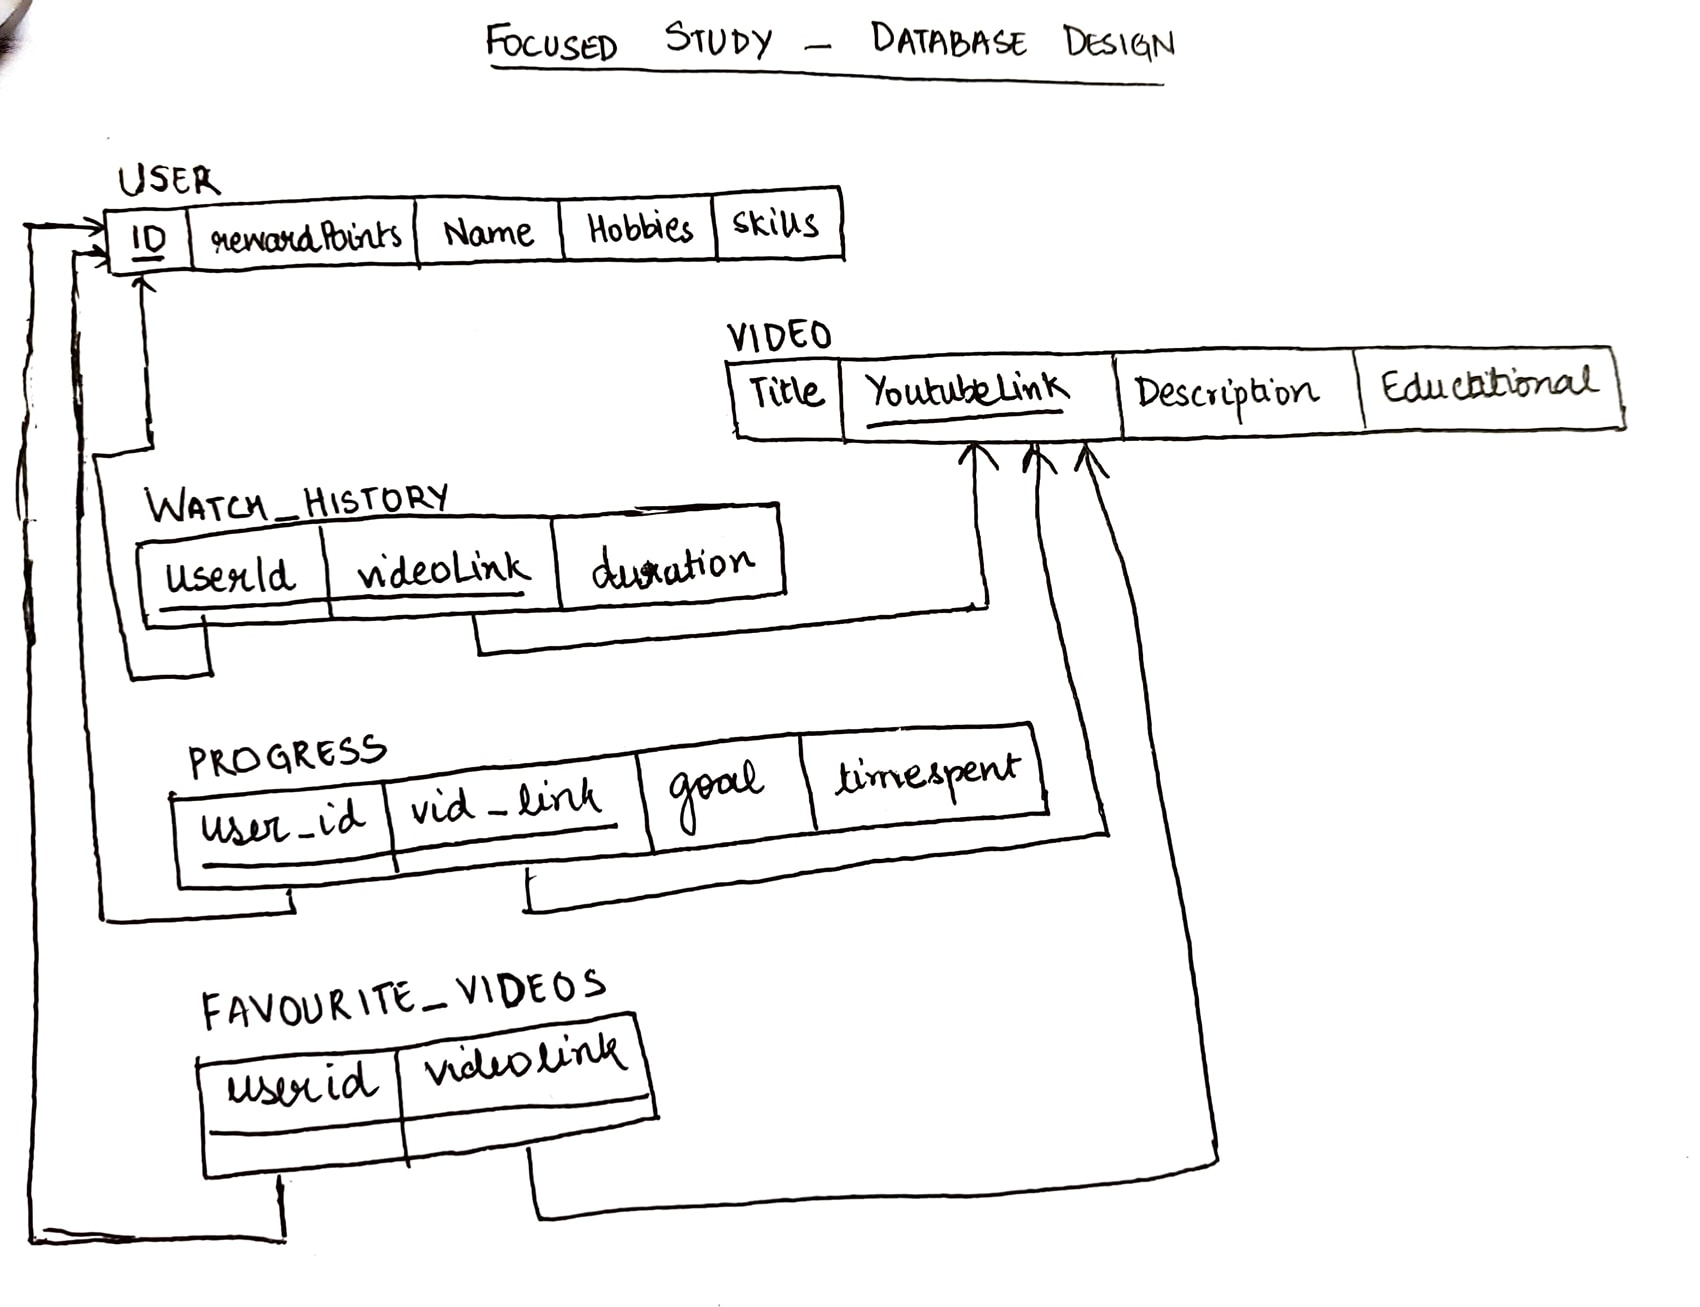 FOCUSED STUDY - DATABASE DESIGN
USER
ID rewardPoints Name Hobbies Skills
VIDEO
Title YoutubeLink Description Educational
WATCH_HISTORY
userId videoLink duration
PROGRESS
user_id vid_link goal timespent
FAVOURITE_VIDEOS
userid videolink